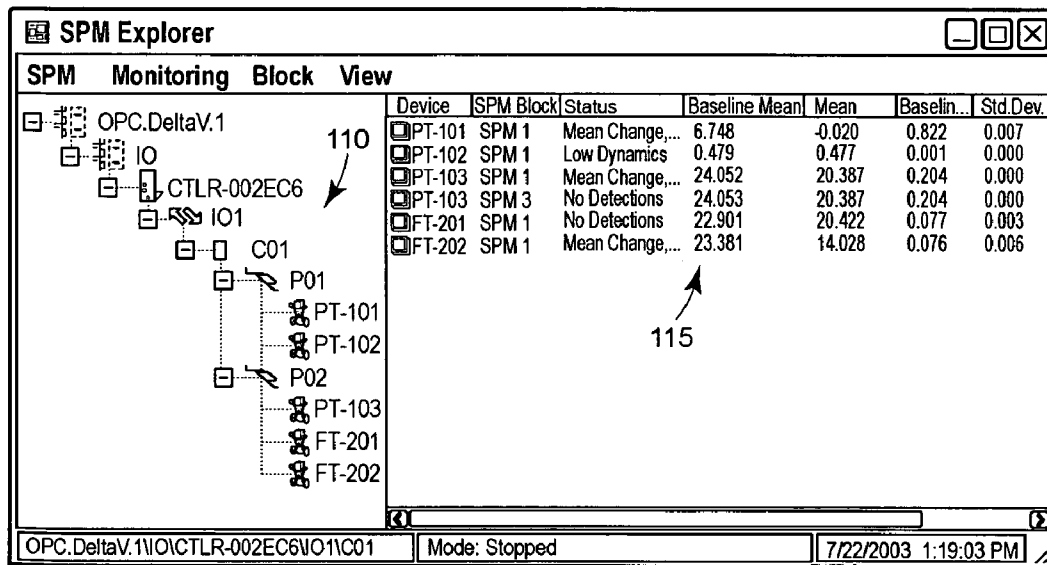 SPM Explorer
SPM Monitoring Block View
OPC.DeltaV.1
IO
CTLR-002EC6
IO1
C01
P01
PT-101
PT-102
P02
PT-103
FT-201
FT-202
110
Device SPM Block Status Baseline Mean Mean Baselin... Std.Dev.
PT-101 SPM 1 Mean Change,... 6.748 -0.020 0.822 0.007
PT-102 SPM 1 Low Dynamics 0.479 0.477 0.001 0.000
PT-103 SPM 1 Mean Change,... 24.052 20.387 0.204 0.000
PT-103 SPM 3 No Detections 24.053 20.387 0.204 0.000
FT-201 SPM 1 No Detections 22.901 20.422 0.077 0.003
FT-202 SPM 1 Mean Change,... 23.381 14.028 0.076 0.006
115
OPC.DeltaV.1\IO\CTLR-002EC6\IO1\C01 Mode: Stopped 7/22/2003 1:19:03 PM